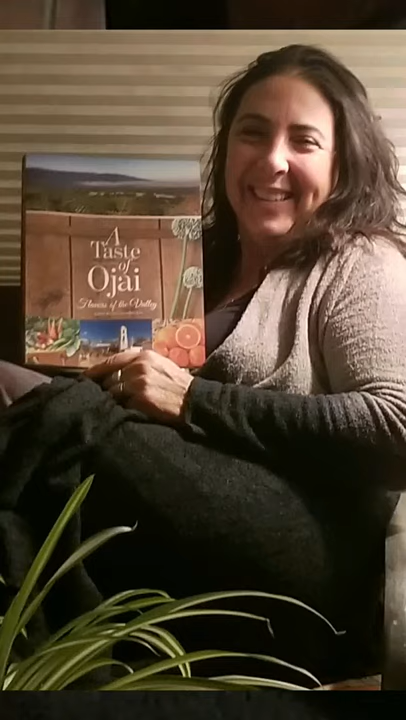 A
Taste
of
Ojai
Flavors of the Valley